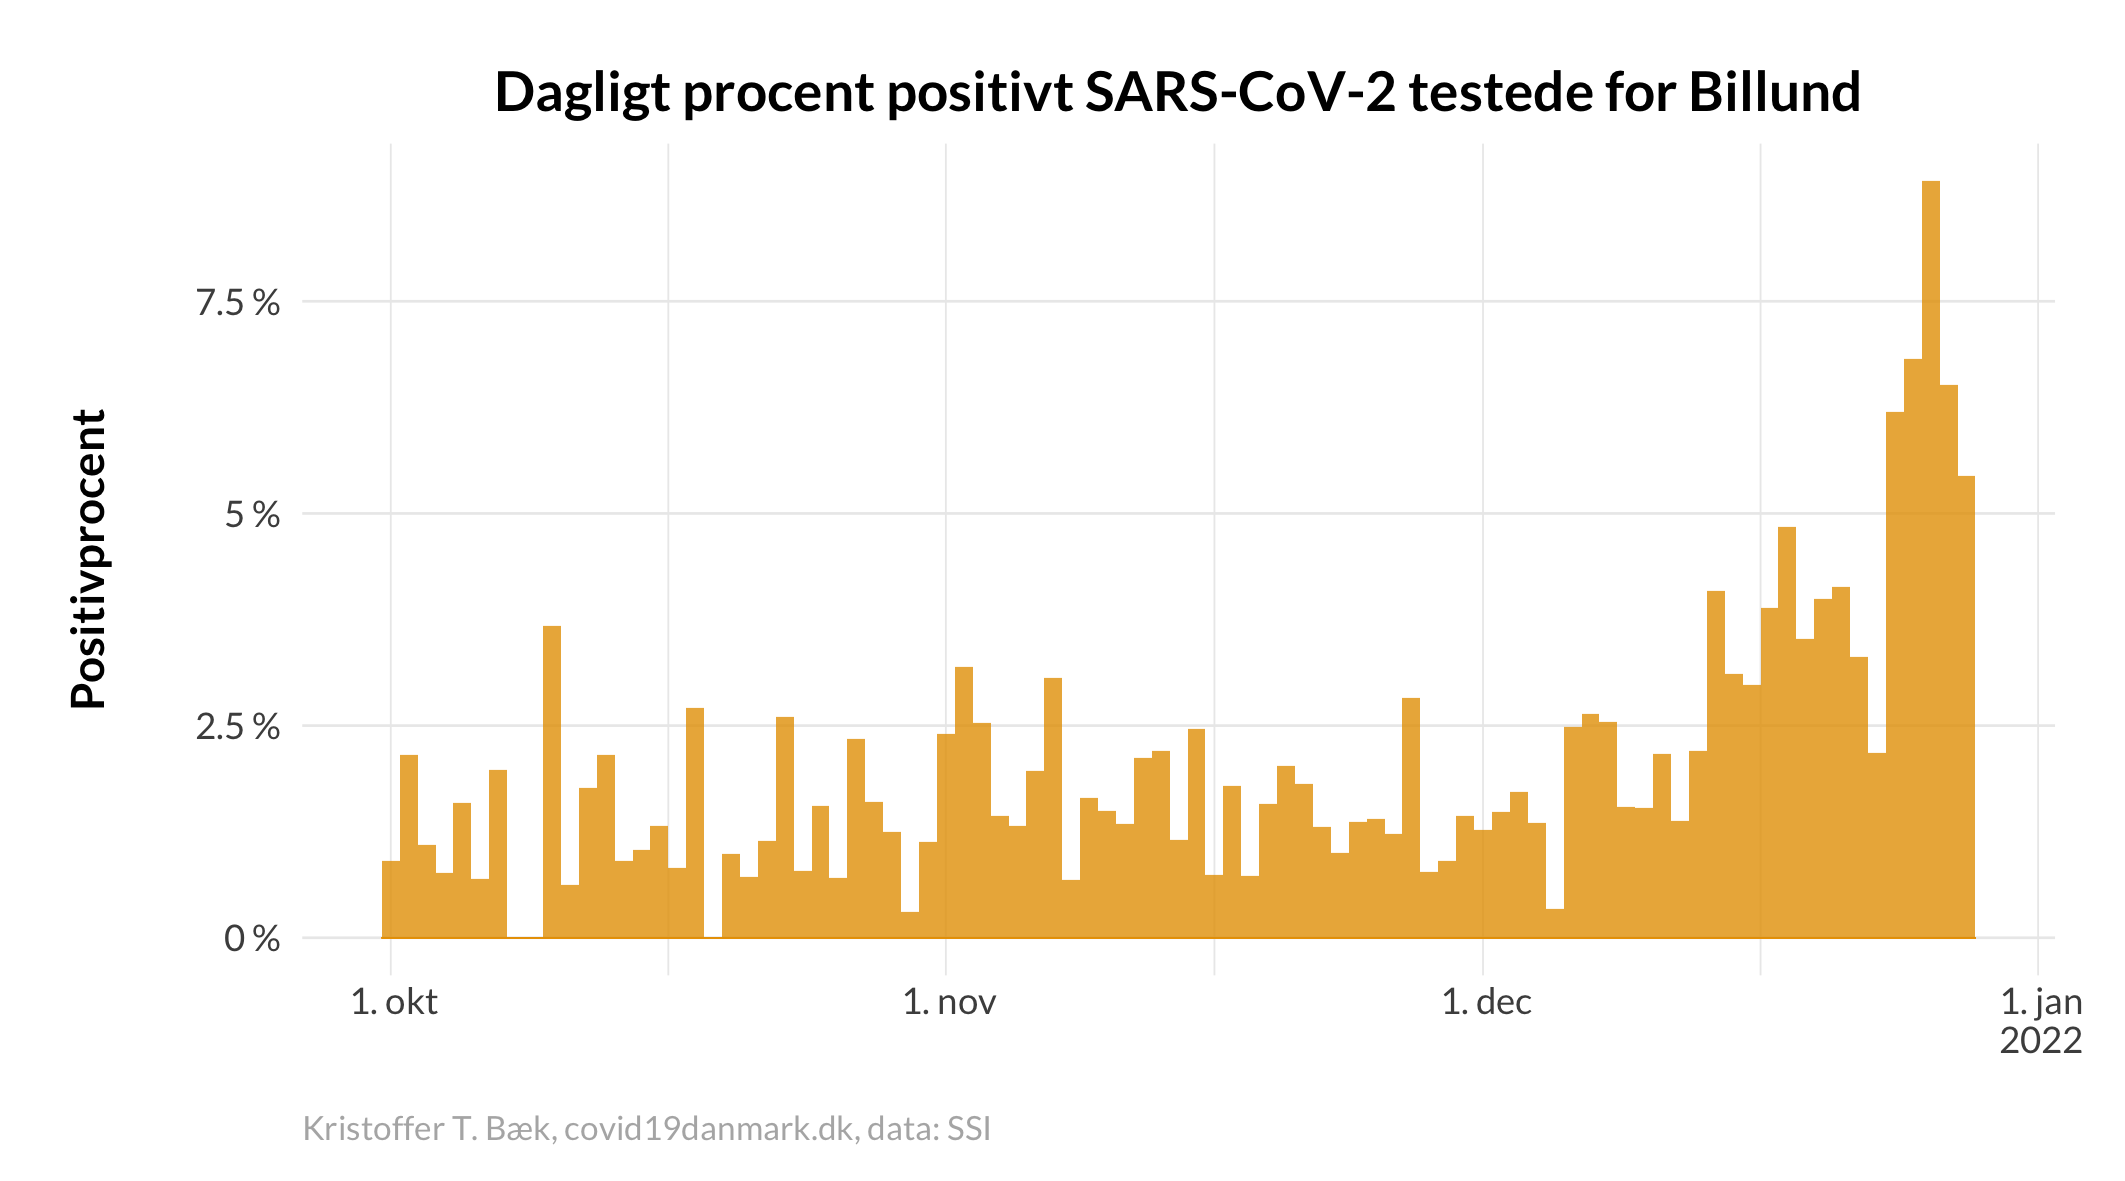 Dagligt procent positivt SARS-CoV-2 testede for Billund
Positivprocent
7.5 %
5 %
2.5 %
0 %
1. okt
1. nov
1. dec
1. jan
2022
Kristoffer T. Bæk, covid19danmark.dk, data: SSI